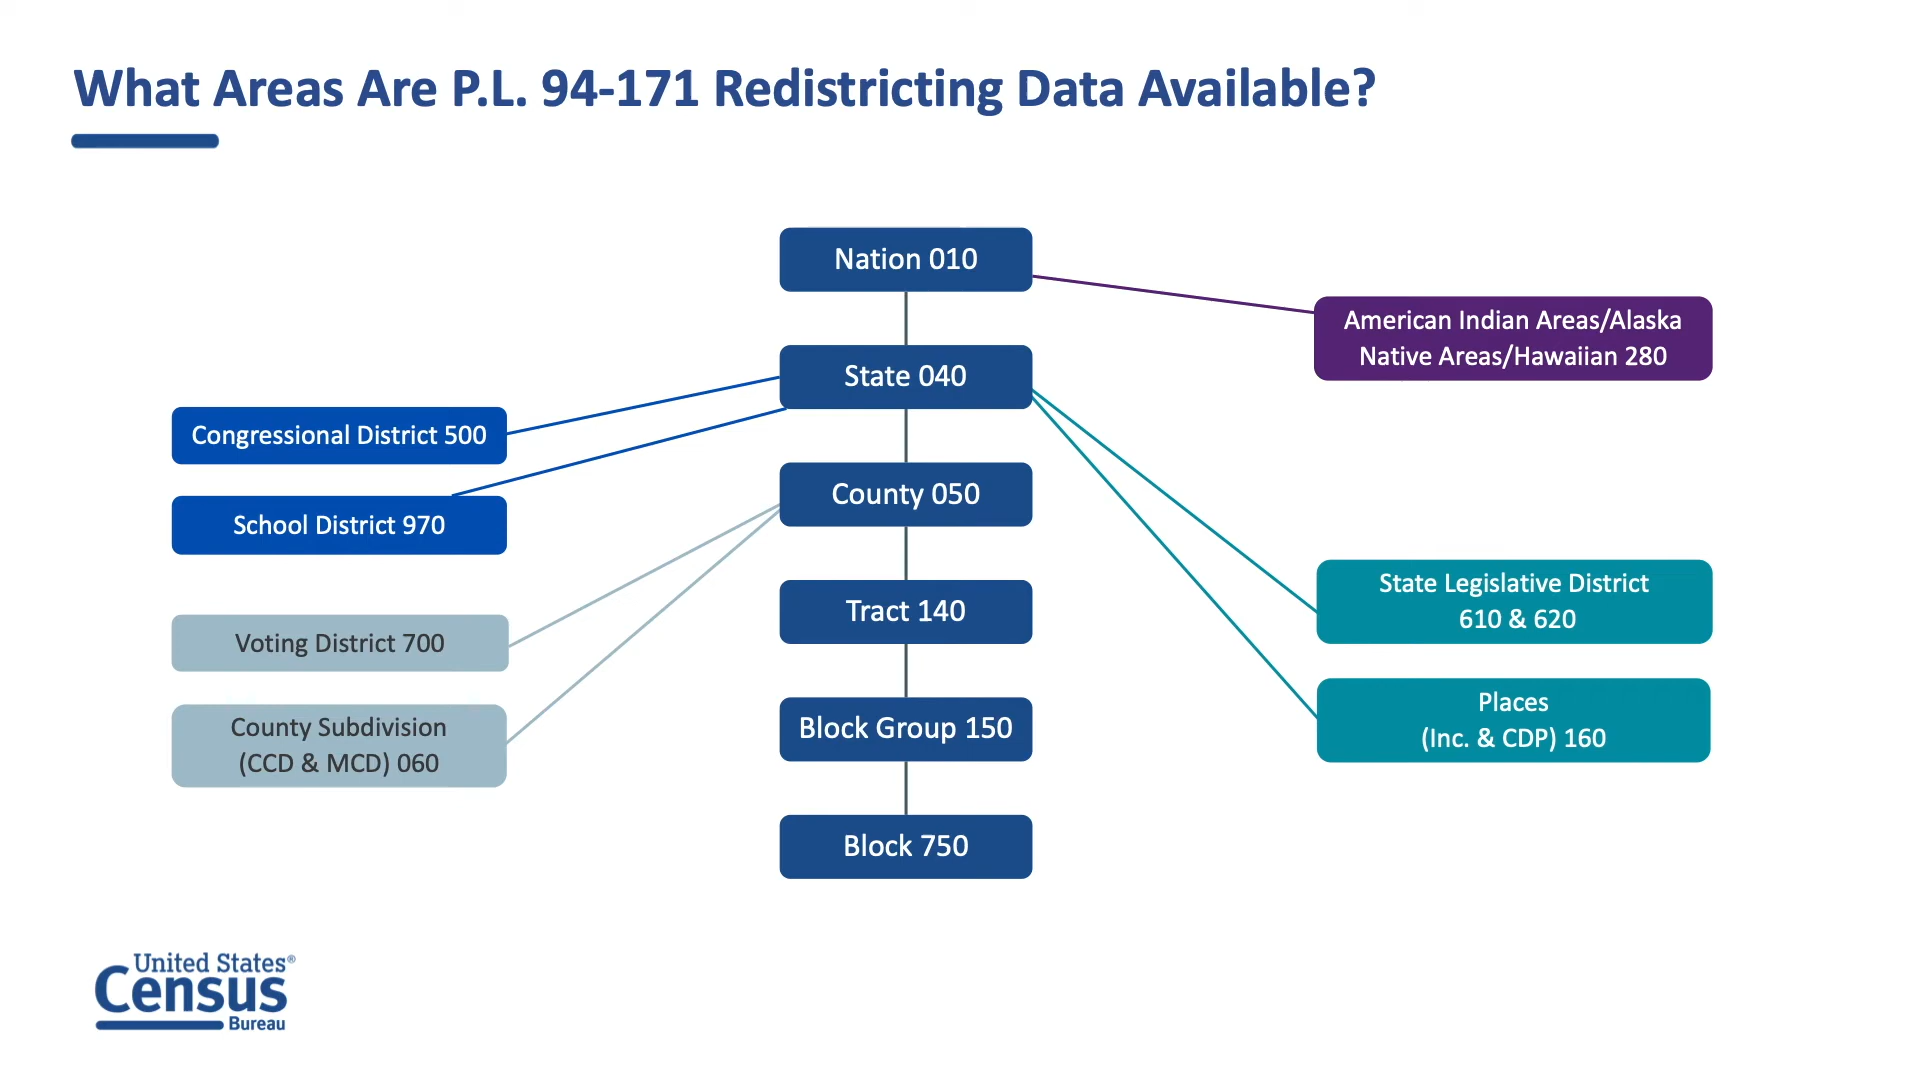 What Areas Are P.L. 94-171 Redistricting Data Available?
Nation 010
American Indian Areas/Alaska
Native Areas/Hawaiian 280
State 040
Congressional District 500
County 050
School District 970
State Legislative District
610 & 620
Tract 140
Voting District 700
Places
(Inc. & CDP) 160
Block Group 150
County Subdivision
(CCD & MCD) 060
Block 750
United States®
Census
Bureau